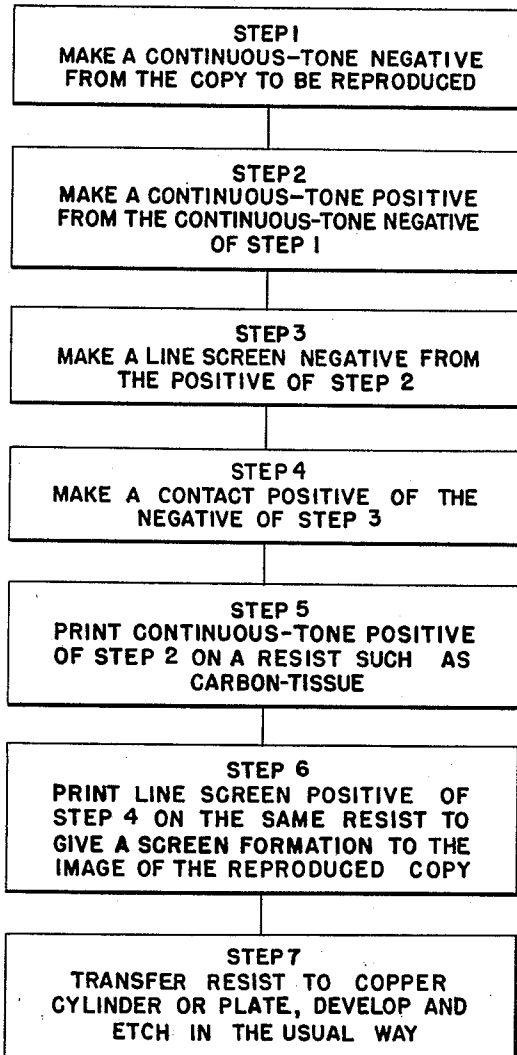 STEP 1
MAKE A CONTINUOUS-TONE NEGATIVE
FROM THE COPY TO BE REPRODUCED
STEP 2
MAKE A CONTINUOUS-TONE POSITIVE
FROM THE CONTINUOUS-TONE NEGATIVE
OF STEP 1
STEP 3
MAKE A LINE SCREEN NEGATIVE FROM
THE POSITIVE OF STEP 2
STEP 4
MAKE A CONTACT POSITIVE OF THE
NEGATIVE OF STEP 3
STEP 5
PRINT CONTINUOUS-TONE POSITIVE
OF STEP 2 ON A RESIST SUCH AS
CARBON-TISSUE
STEP 6
PRINT LINE SCREEN POSITIVE OF
STEP 4 ON THE SAME RESIST TO
GIVE A SCREEN FORMATION TO THE
IMAGE OF THE REPRODUCED COPY
STEP 7
TRANSFER RESIST TO COPPER
CYLINDER OR PLATE, DEVELOP AND
ETCH IN THE USUAL WAY